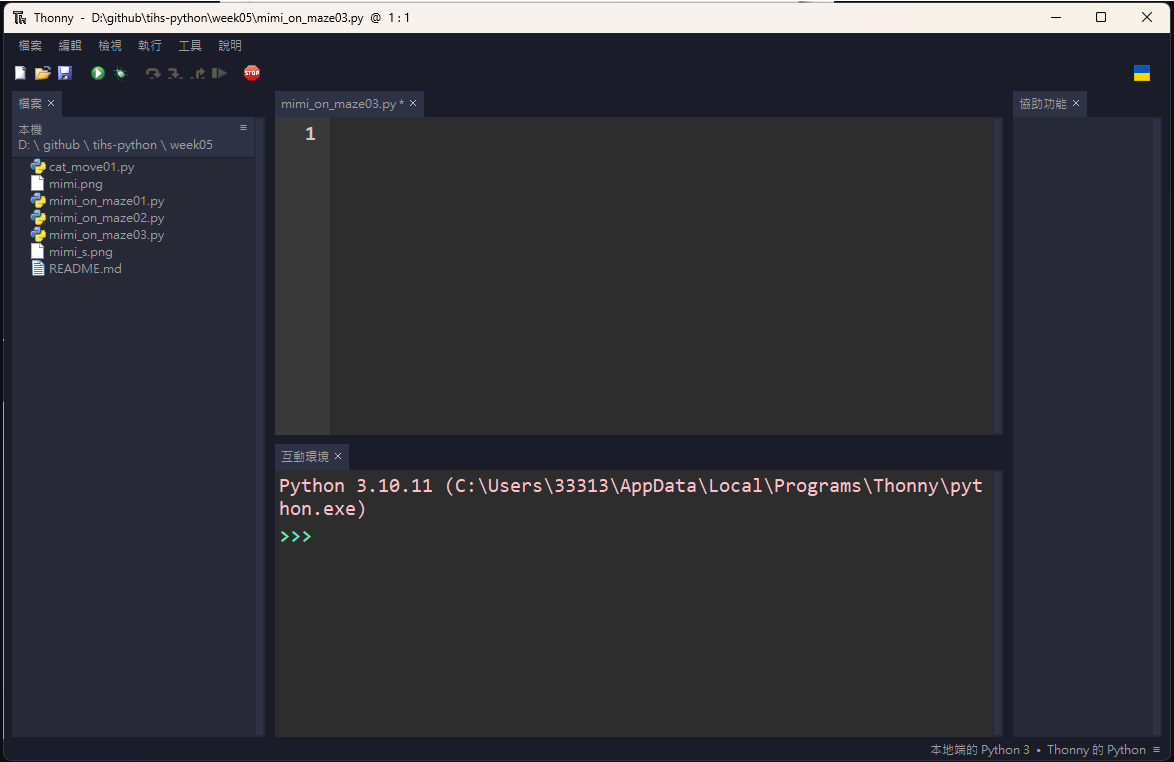 Thonny - D:\github\tihs-python\week05\mimi_on_maze03.py @ 1 : 1
檔案 編輯 檢視 執行 工具 說明
STOP
檔案 ×
本機
D: \ github \ tihs-python \ week05
cat_move01.py
mimi.png
mimi_on_maze01.py
mimi_on_maze02.py
mimi_on_maze03.py
mimi_s.png
README.md
mimi_on_maze03.py * ×
1
互動環境 ×
Python 3.10.11 (C:\Users\33313\AppData\Local\Programs\Thonny\pyt
hon.exe)
>>>
協助功能 ×
本地端的 Python 3 • Thonny 的 Python ≡